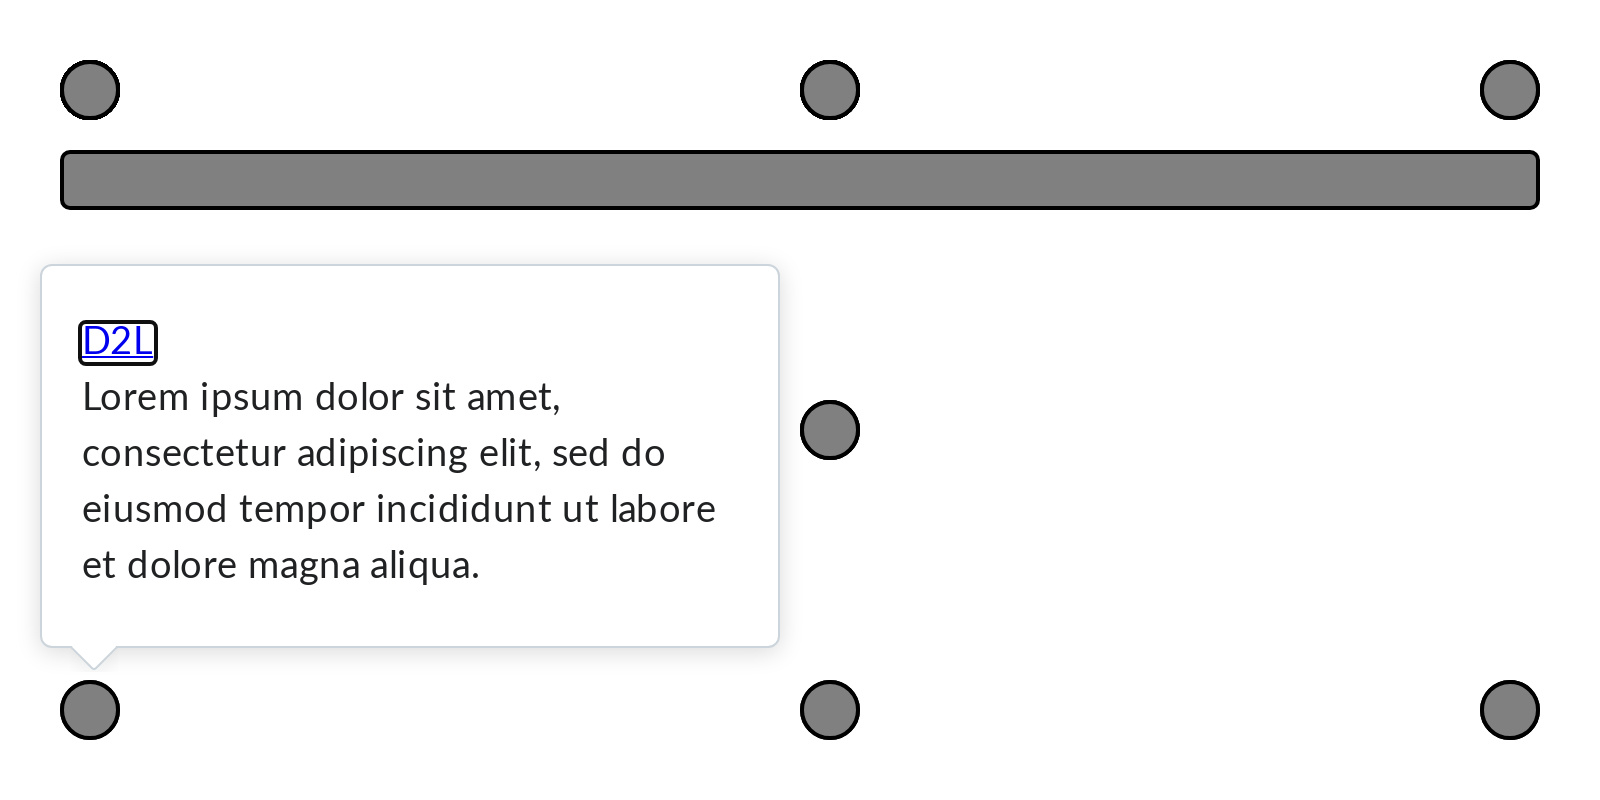 D2L
Lorem ipsum dolor sit amet,
consectetur adipiscing elit, sed do
eiusmod tempor incididunt ut labore
et dolore magna aliqua.